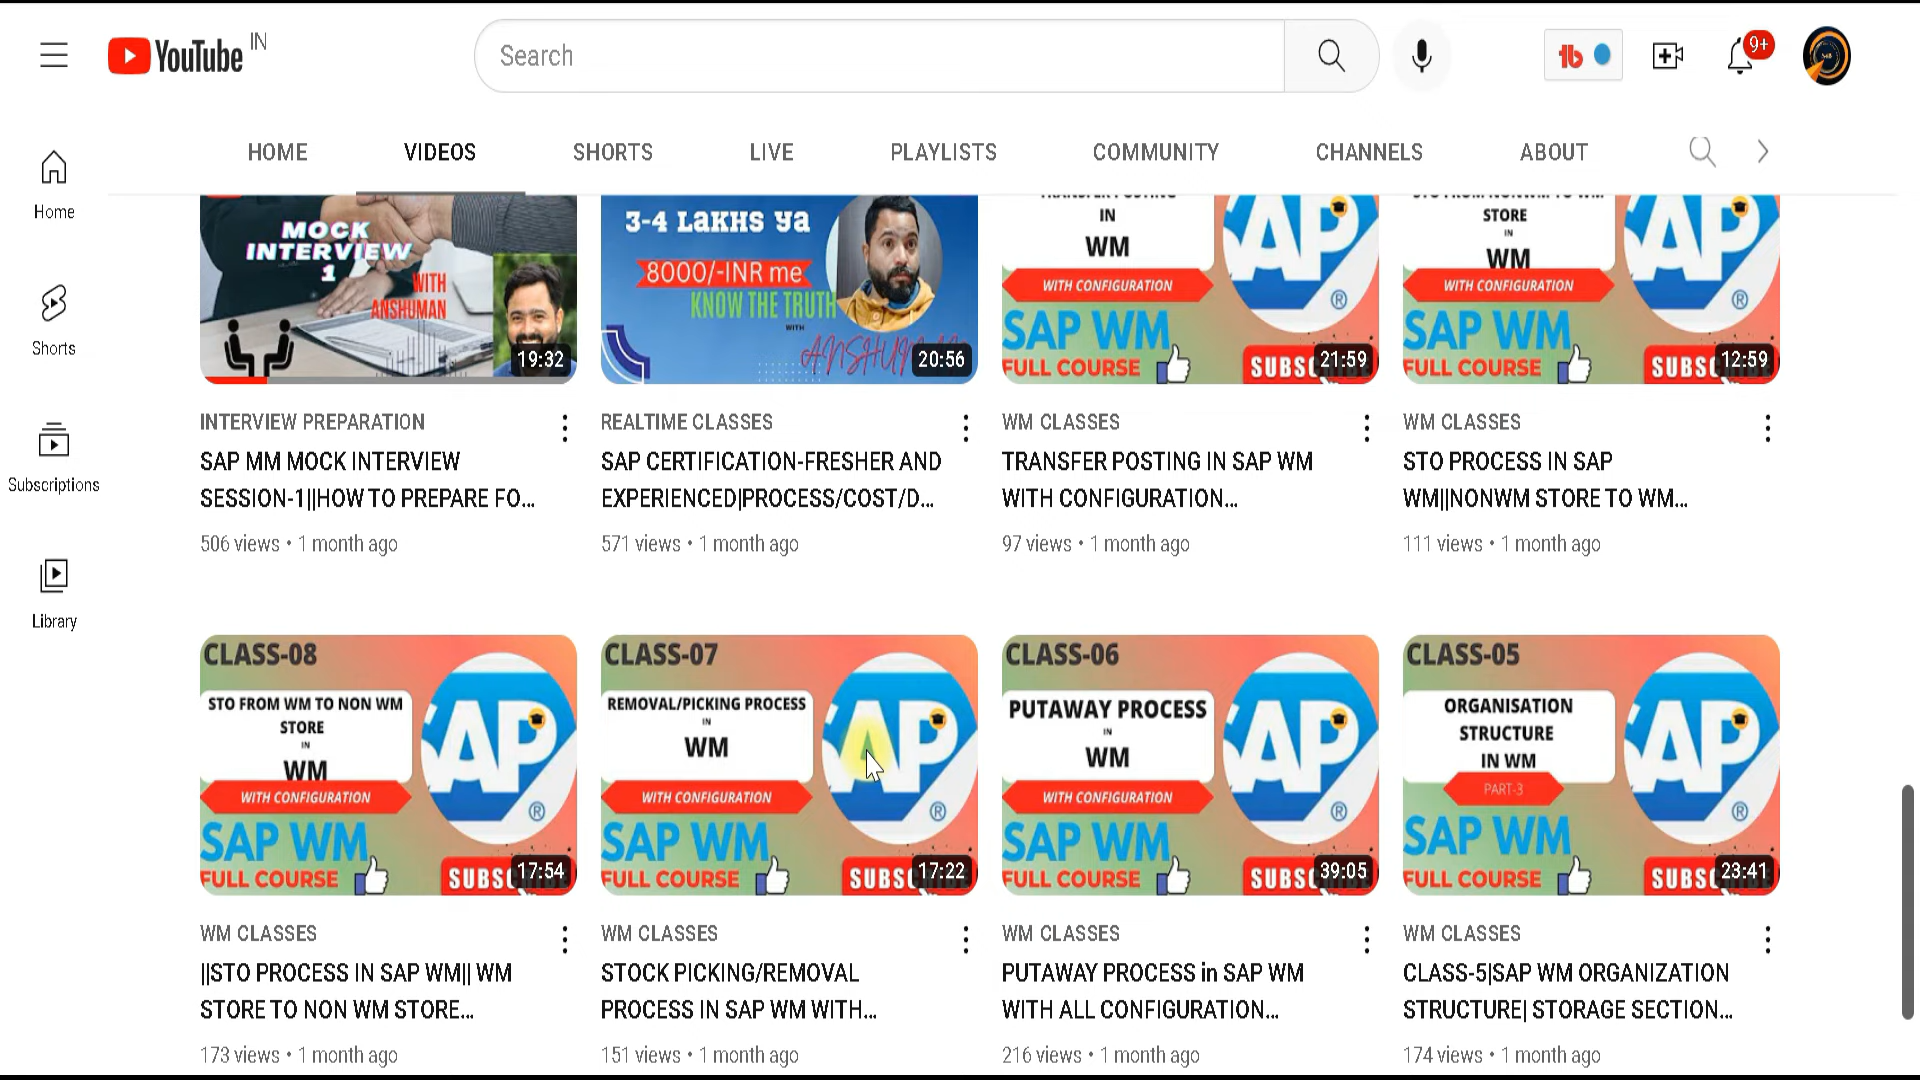 YouTube IN
Search
9+
HOME VIDEOS SHORTS LIVE PLAYLISTS COMMUNITY CHANNELS ABOUT
Home
Shorts
Subscriptions
Library
MOCK
INTERVIEW
1
WITH
ANSHUMAN
19:32
INTERVIEW PREPARATION
SAP MM MOCK INTERVIEW
SESSION-1||HOW TO PREPARE FO...
506 views • 1 month ago
3-4 LaKHS Ya
8000/-INR me
KNOW THE TRUTH
WITH
20:56
REALTIME CLASSES
SAP CERTIFICATION-FRESHER AND
EXPERIENCED|PROCESS/COST/D...
571 views • 1 month ago
IN
WM
WITH CONFIGURATION
SAP WM
FULL COURSE
21:59
WM CLASSES
TRANSFER POSTING IN SAP WM
WITH CONFIGURATION...
97 views • 1 month ago
STORE
IN
WM
WITH CONFIGURATION
SAP WM
FULL COURSE
12:59
WM CLASSES
STO PROCESS IN SAP
WM||NONWM STORE TO WM...
111 views • 1 month ago
CLASS-08
STO FROM WM TO NON WM
STORE
IN
WM
WITH CONFIGURATION
SAP WM
FULL COURSE
17:54
WM CLASSES
||STO PROCESS IN SAP WM|| WM
STORE TO NON WM STORE...
173 views • 1 month ago
CLASS-07
REMOVAL/PICKING PROCESS
IN
WM
WITH CONFIGURATION
SAP WM
FULL COURSE
17:22
WM CLASSES
STOCK PICKING/REMOVAL
PROCESS IN SAP WM WITH...
151 views • 1 month ago
CLASS-06
PUTAWAY PROCESS
IN
WM
WITH CONFIGURATION
SAP WM
FULL COURSE
39:05
WM CLASSES
PUTAWAY PROCESS in SAP WM
WITH ALL CONFIGURATION...
216 views • 1 month ago
CLASS-05
ORGANISATION
STRUCTURE
IN WM
PART-3
SAP WM
FULL COURSE
23:41
WM CLASSES
CLASS-5|SAP WM ORGANIZATION
STRUCTURE| STORAGE SECTION...
174 views • 1 month ago